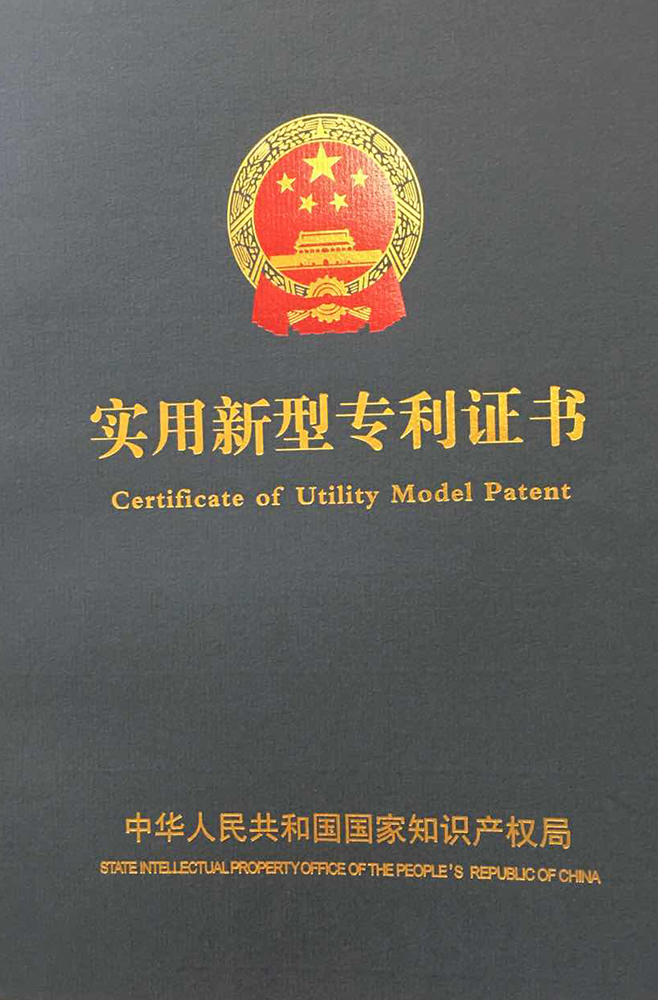 实用新型专利证书
Certificate of Utility Model Patent
中华人民共和国国家知识产权局
STATE INTELLECTUAL PROPERTY OFFICE OF THE PEOPLE'S REPUBLIC OF CHINA